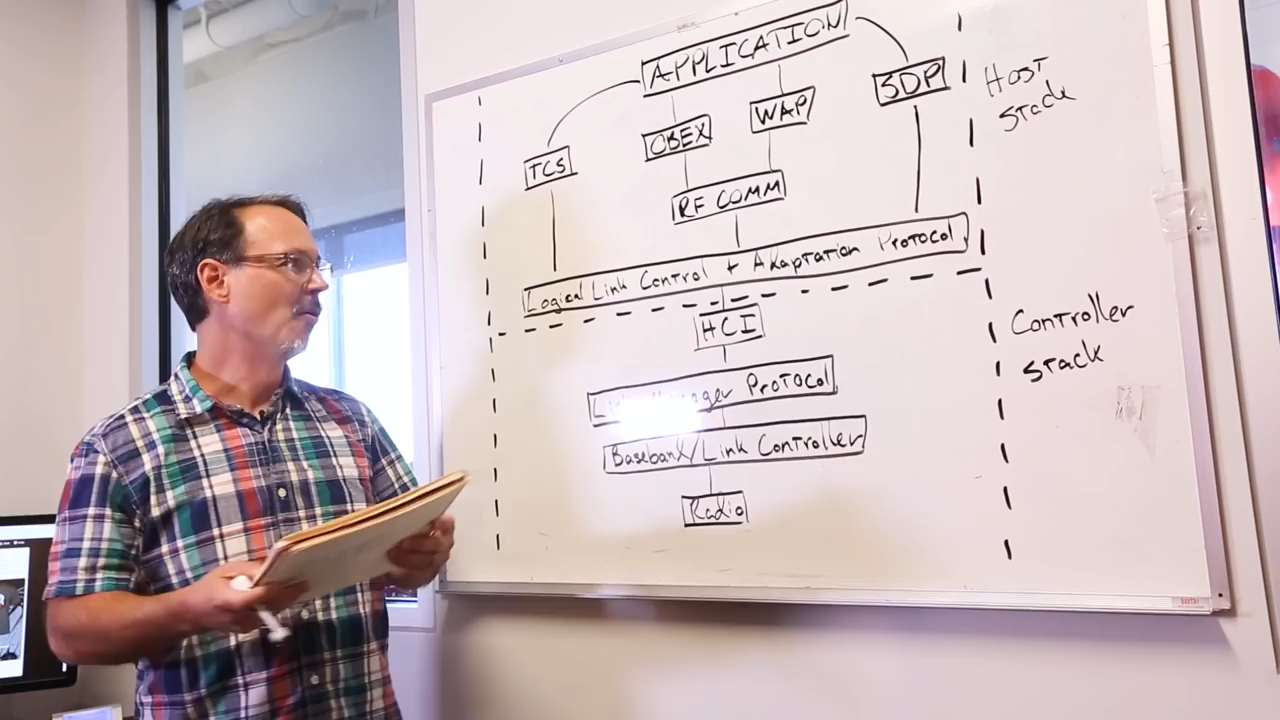 APPLICATION
SDP
HOST
STACK
WAP
OBEX
TCS
RF COMM
Logical Link Control + Adaptation Protocol
HCI
Controller
STACK
Protocol
Baseband/Link Controller
Radio